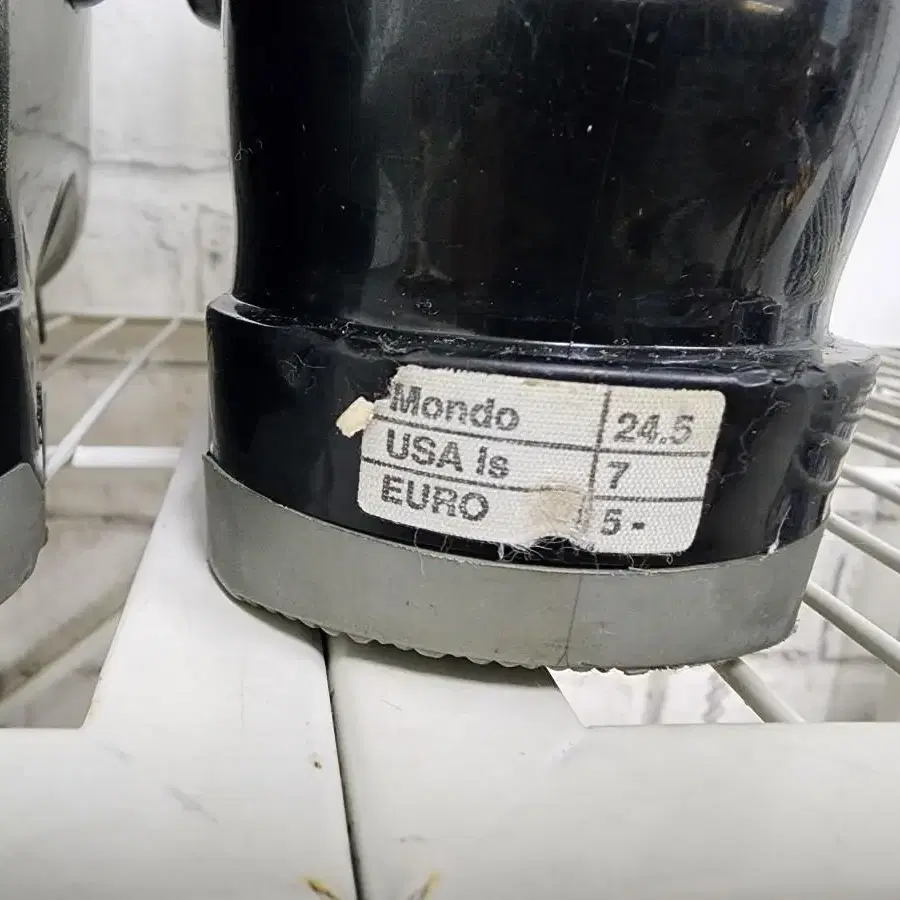 Mondo 24.5
USA ls 7
EURO 5-